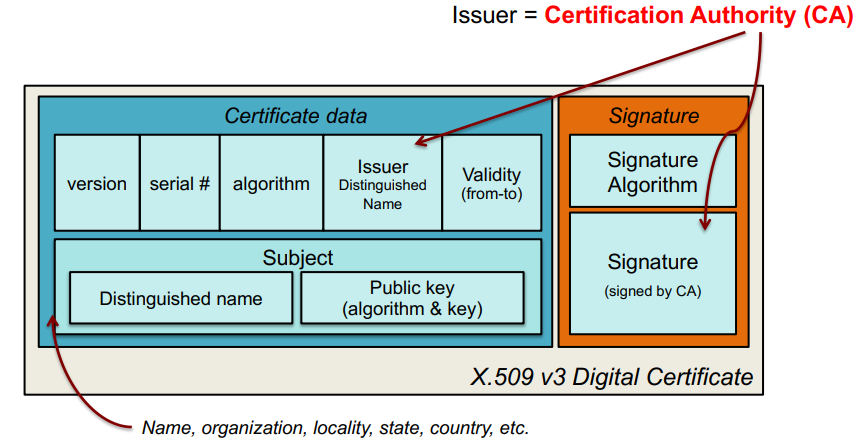 Issuer = Certification Authority (CA)
Certificate data
Signature
version
serial #
algorithm
Issuer
Distinguished
Name
Validity
(from-to)
Signature
Algorithm
Subject
Distinguished name
Public key
(algorithm & key)
Signature
(signed by CA)
X.509 v3 Digital Certificate
Name, organization, locality, state, country, etc.